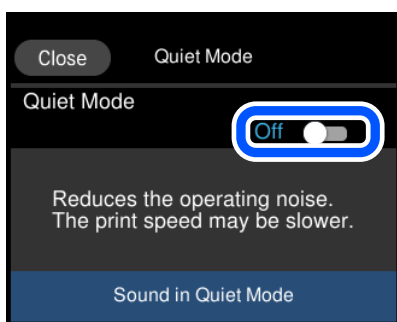 Close Quiet Mode
Quiet Mode
Off
Reduces the operating noise.
The print speed may be slower.
Sound in Quiet Mode